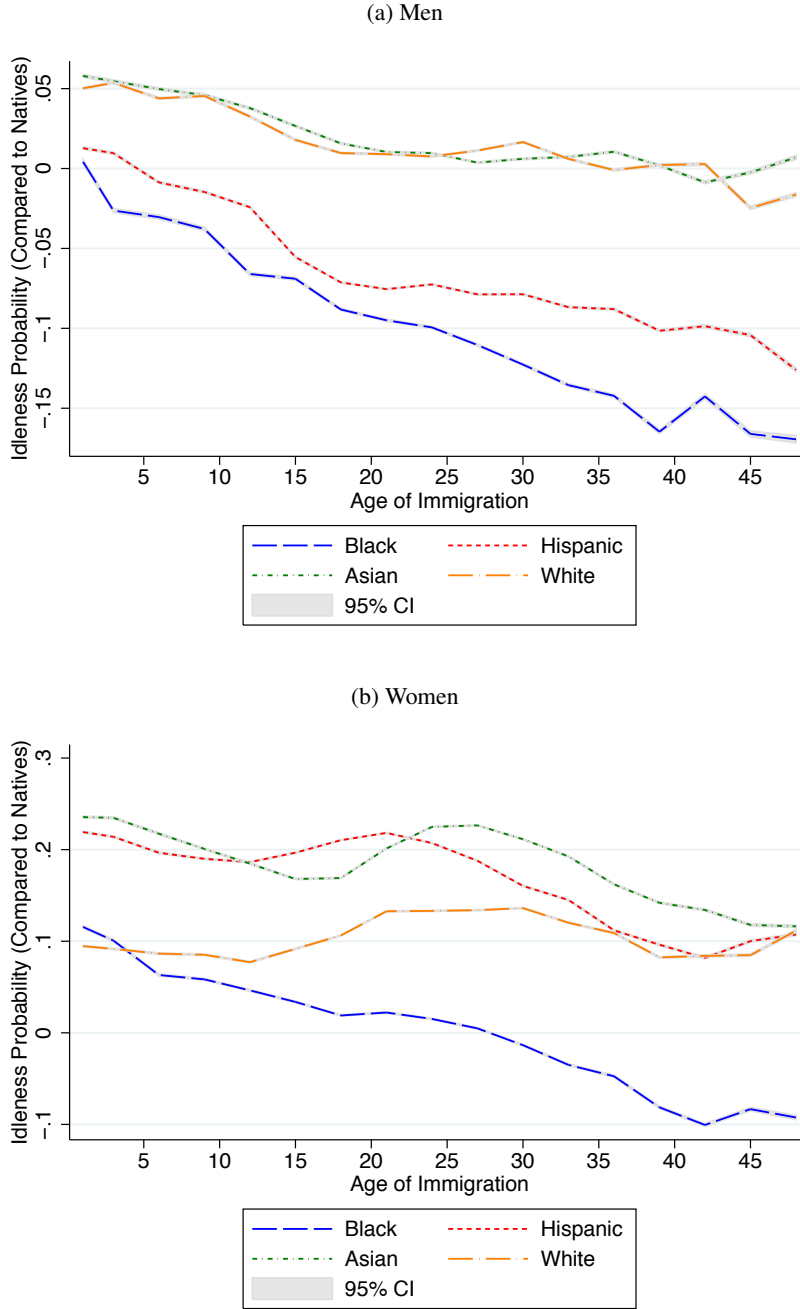 (a) Men
Idleness Probability (Compared to Natives)
.05
0
-.05
-.1
-.15
5 10 15 20 25 30 35 40 45
Age of Immigration
Black Hispanic
Asian White
95% CI
(b) Women
Idleness Probability (Compared to Natives)
.3
.2
.1
0
-.1
5 10 15 20 25 30 35 40 45
Age of Immigration
Black Hispanic
Asian White
95% CI